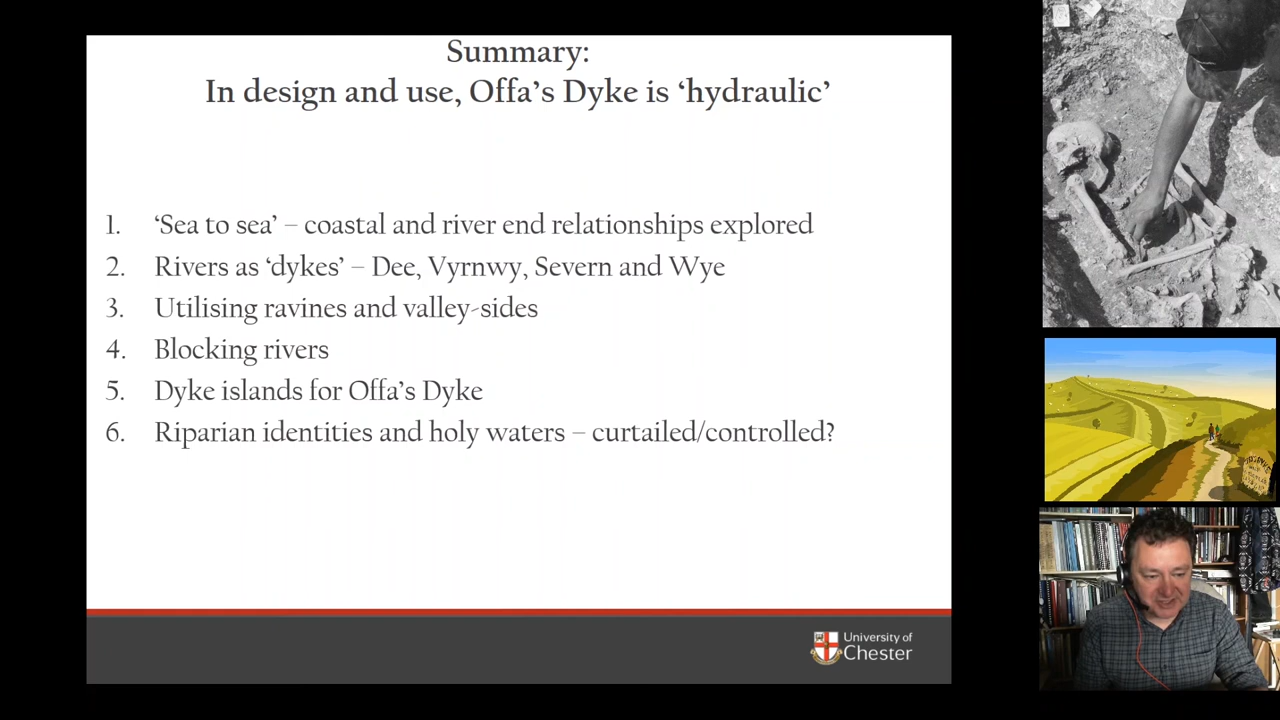 Summary:
In design and use, Offa’s Dyke is ‘hydraulic’
1. ‘Sea to sea’ – coastal and river end relationships explored
2. Rivers as ‘dykes’ – Dee, Vyrnwy, Severn and Wye
3. Utilising ravines and valley-sides
4. Blocking rivers
5. Dyke islands for Offa’s Dyke
6. Riparian identities and holy waters – curtailed/controlled?
University of
Chester